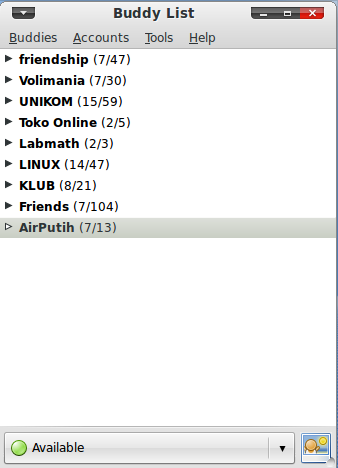 Buddy List
Buddies Accounts Tools Help
friendship (7/47)
Volimania (7/30)
UNIKOM (15/59)
Toko Online (2/5)
Labmath (2/3)
LINUX (14/47)
KLUB (8/21)
Friends (7/104)
AirPutih (7/13)
Available